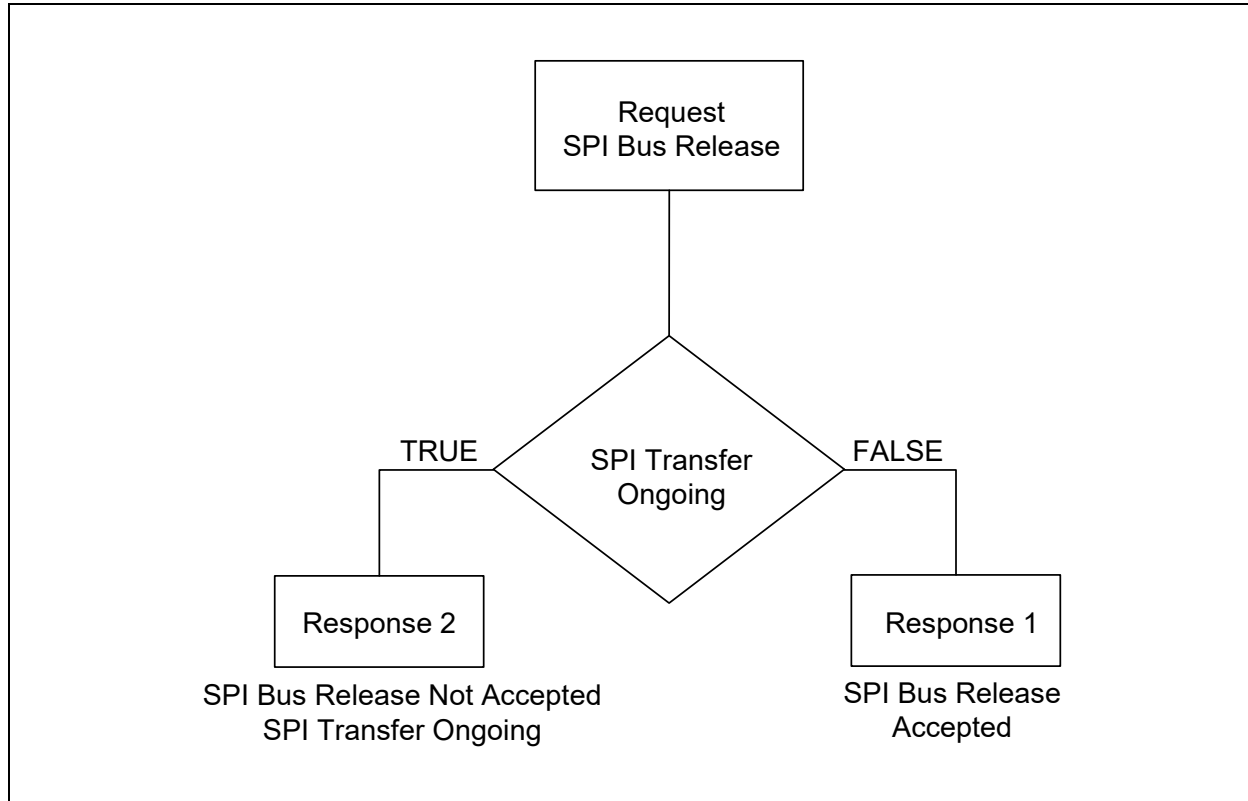 Request
SPI Bus Release
TRUE
FALSE
SPI Transfer
Ongoing
Response 2
Response 1
SPI Bus Release Not Accepted
SPI Transfer Ongoing
SPI Bus Release
Accepted